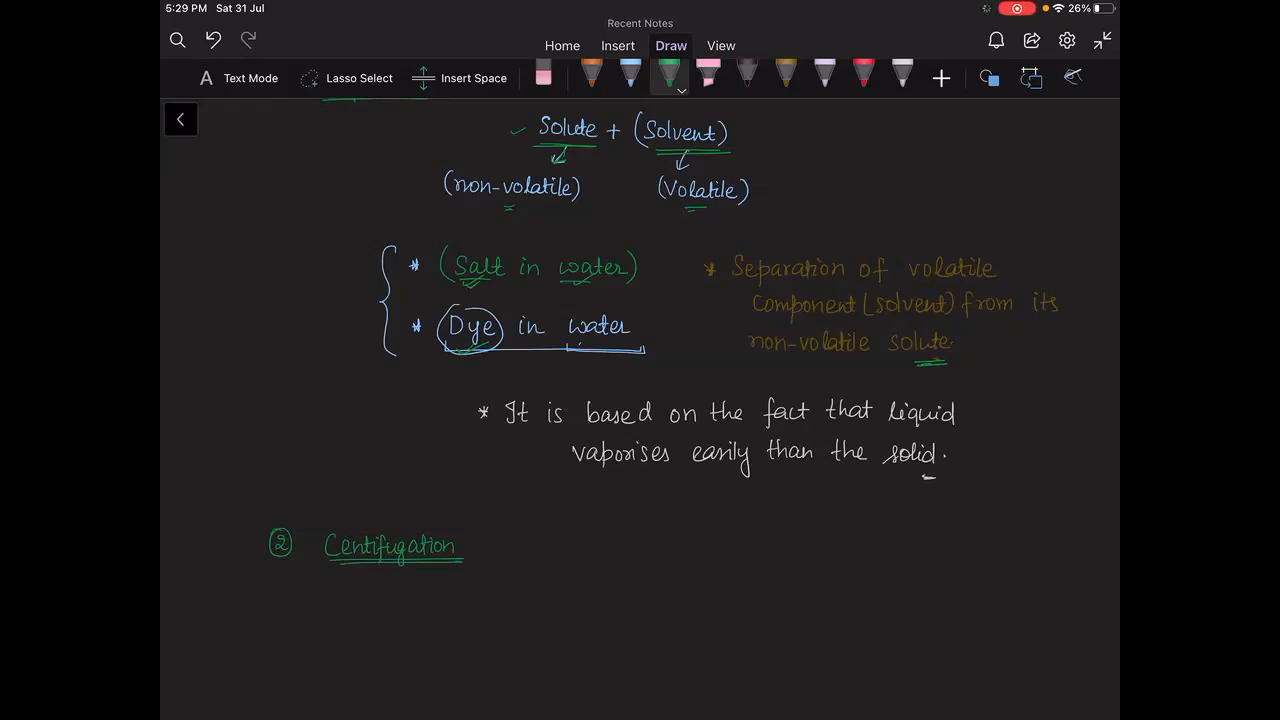 5:29 PM Sat 31 Jul
26%
Recent Notes
Home Insert Draw View
A Text Mode Lasso Select Insert Space
Solute + (Solvent)
(non-volatile) (Volatile)
* (Salt in water)
* Dye in water
* Separation of volatile
Component (solvent) from its
non-volatile solute.
* It is based on the fact that liquid
vaporises easily than the solid.
② Centifugation